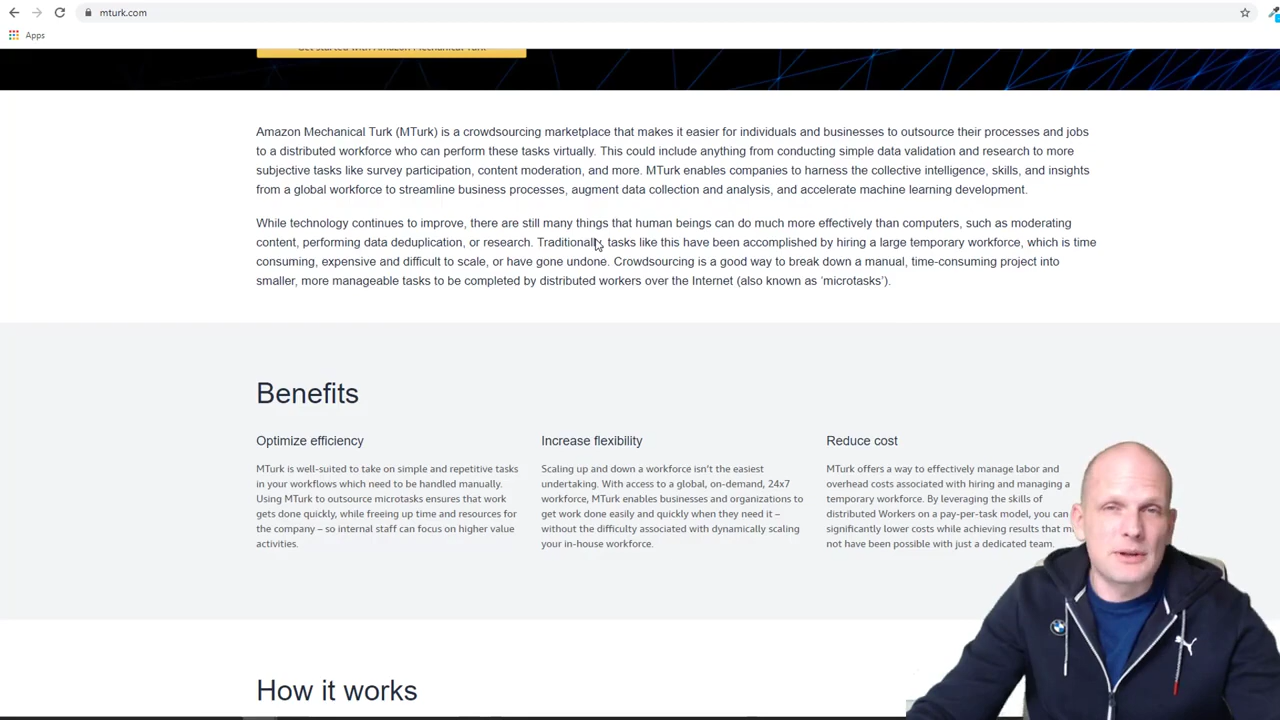 mturk.com
Apps
Get started with Amazon Mechanical Turk
Amazon Mechanical Turk (MTurk) is a crowdsourcing marketplace that makes it easier for individuals and businesses to outsource their processes and jobs
to a distributed workforce who can perform these tasks virtually. This could include anything from conducting simple data validation and research to more
subjective tasks like survey participation, content moderation, and more. MTurk enables companies to harness the collective intelligence, skills, and insights
from a global workforce to streamline business processes, augment data collection and analysis, and accelerate machine learning development.
While technology continues to improve, there are still many things that human beings can do much more effectively than computers, such as moderating
content, performing data deduplication, or research. Traditionally, tasks like this have been accomplished by hiring a large temporary workforce, which is time
consuming, expensive and difficult to scale, or have gone undone. Crowdsourcing is a good way to break down a manual, time-consuming project into
smaller, more manageable tasks to be completed by distributed workers over the Internet (also known as ‘microtasks’).
Benefits
Optimize efficiency
MTurk is well-suited to take on simple and repetitive tasks
in your workflows which need to be handled manually.
Using MTurk to outsource microtasks ensures that work
gets done quickly, while freeing up time and resources for
the company – so internal staff can focus on higher value
activities.
Increase flexibility
Scaling up and down a workforce isn’t the easiest
undertaking. With access to a global, on-demand, 24x7
workforce, MTurk enables businesses and organizations to
get work done easily and quickly when they need it –
without the difficulty associated with dynamically scaling
your in-house workforce.
Reduce cost
MTurk offers a way to effectively manage labor and
overhead costs associated with hiring and managing a
temporary workforce. By leveraging the skills of
distributed Workers on a pay-per-task model, you can
significantly lower costs while achieving results that m
not have been possible with just a dedicated team.
How it works